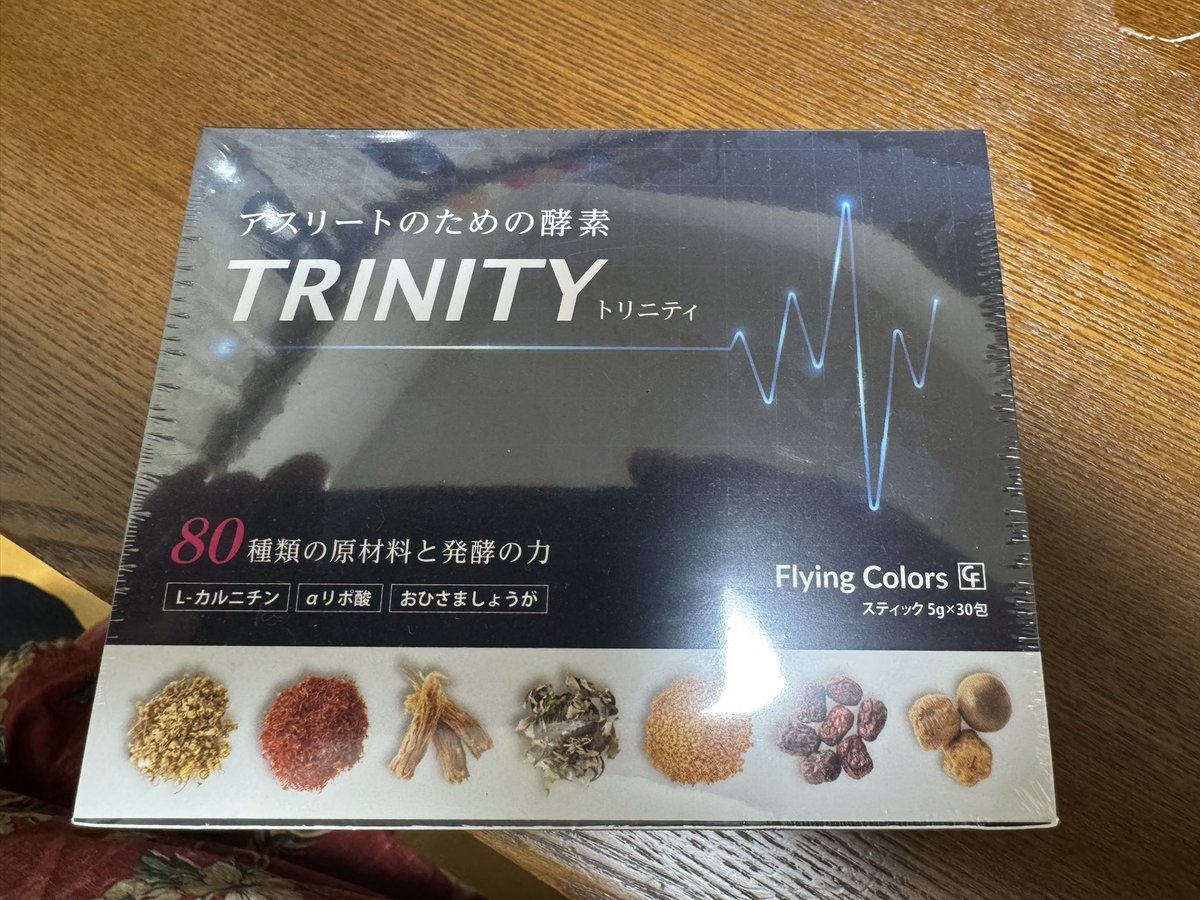 アスリートのための酵素
TRINITY トリニティ
80種類の原材料と発酵の力
L-カルニチン αリポ酸 おひさましょうが
Flying Colors CF
スティック 5g×30包